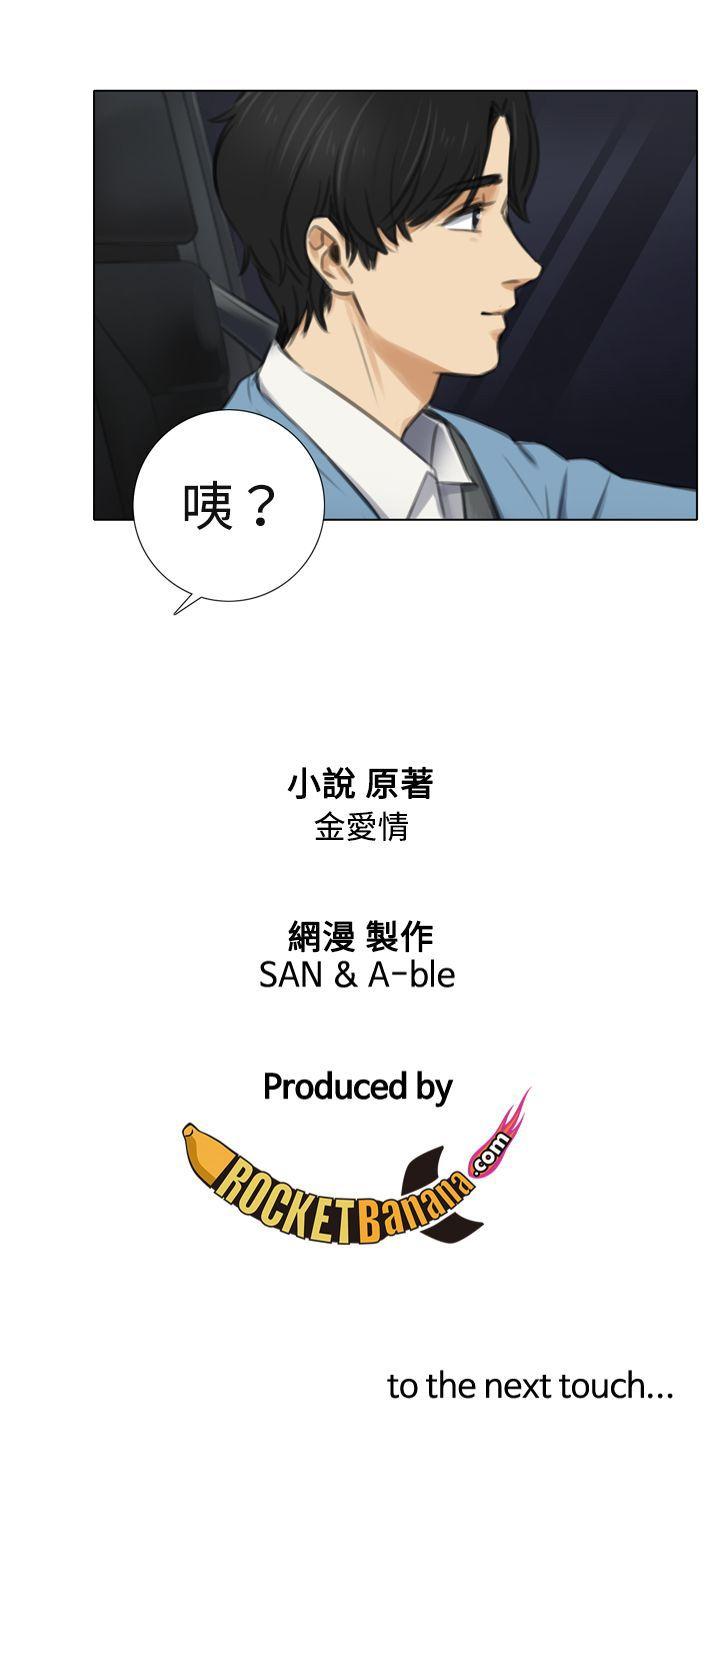 咦？
小說 原著
金愛情
網漫 製作
SAN & A-ble
Produced by
ROCKETBanana.com
to the next touch...